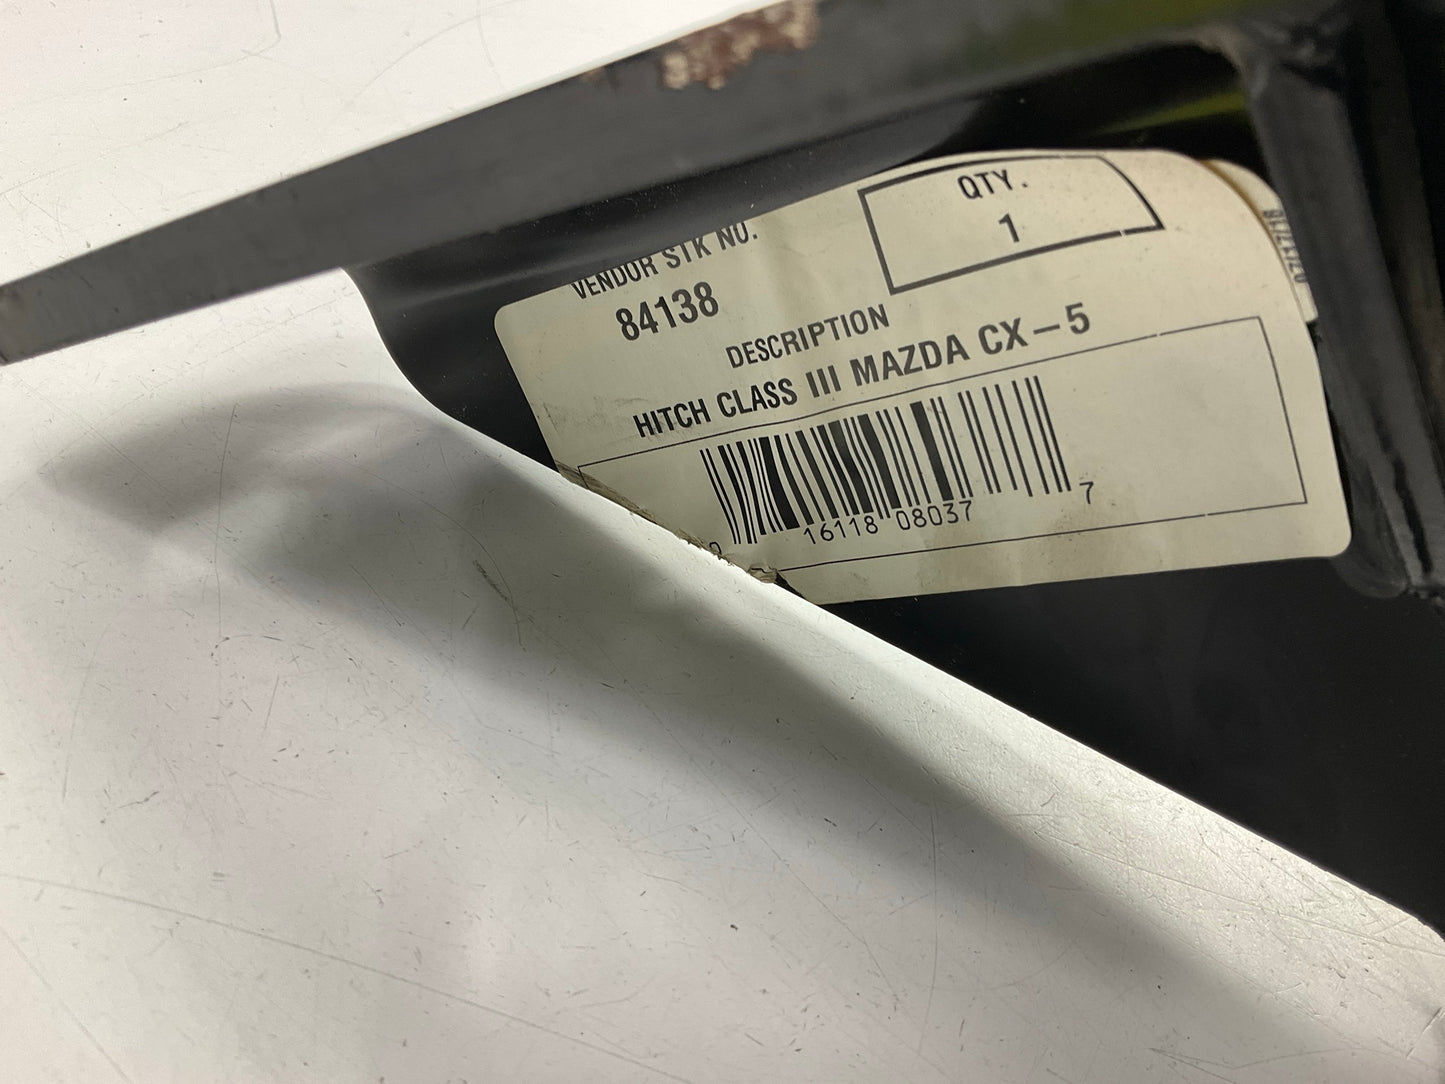 QTY.
1
VENDOR STK NO.
84138
DESCRIPTION
HITCH CLASS III MAZDA CX-5
16118 08037 7